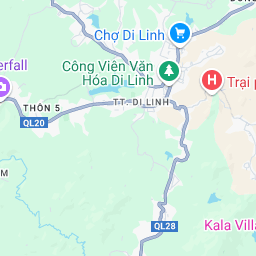 Chợ Di Linh
erfall
Công Viên Văn
Hóa Di Linh
Trại p
THÔN 5
TT. DI LINH
QL20
M
QL28
Kala Villa